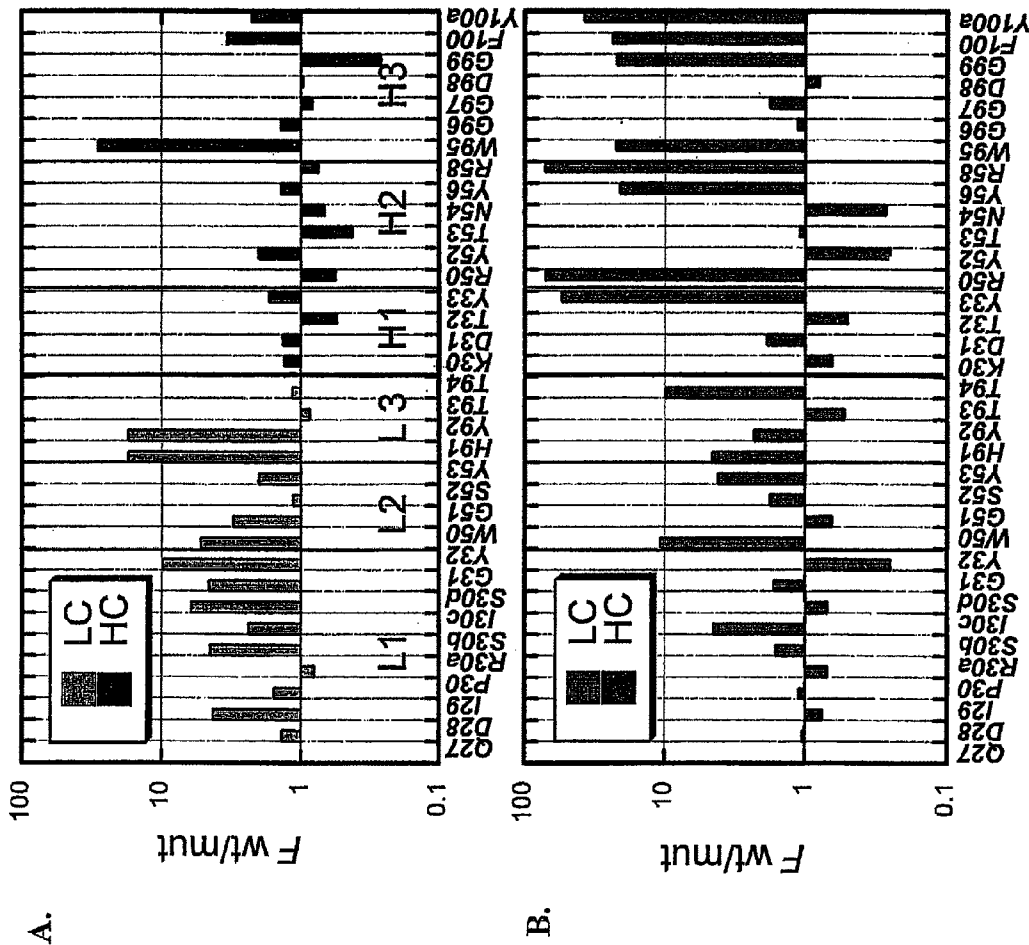 A.
F wt/mut
100
10
1
0.1
LC
HC
L1
L2
L3
H1
H2
H3
Q27
D28
I29
P30
R30a
S30b
I30c
S30d
G31
Y32
W50
G51
S52
Y53
H91
Y92
T93
T94
K30
D31
T32
Y33
R50
Y52
T53
N54
Y56
R58
W95
G96
G97
D98
G99
F100
Y100a
B.
F wt/mut
100
10
1
0.1
LC
HC
Q27
D28
I29
P30
R30a
S30b
I30c
S30d
G31
Y32
W50
G51
S52
Y53
H91
Y92
T93
T94
K30
D31
T32
Y33
R50
Y52
T53
N54
Y56
R58
W95
G96
G97
D98
G99
F100
Y100a